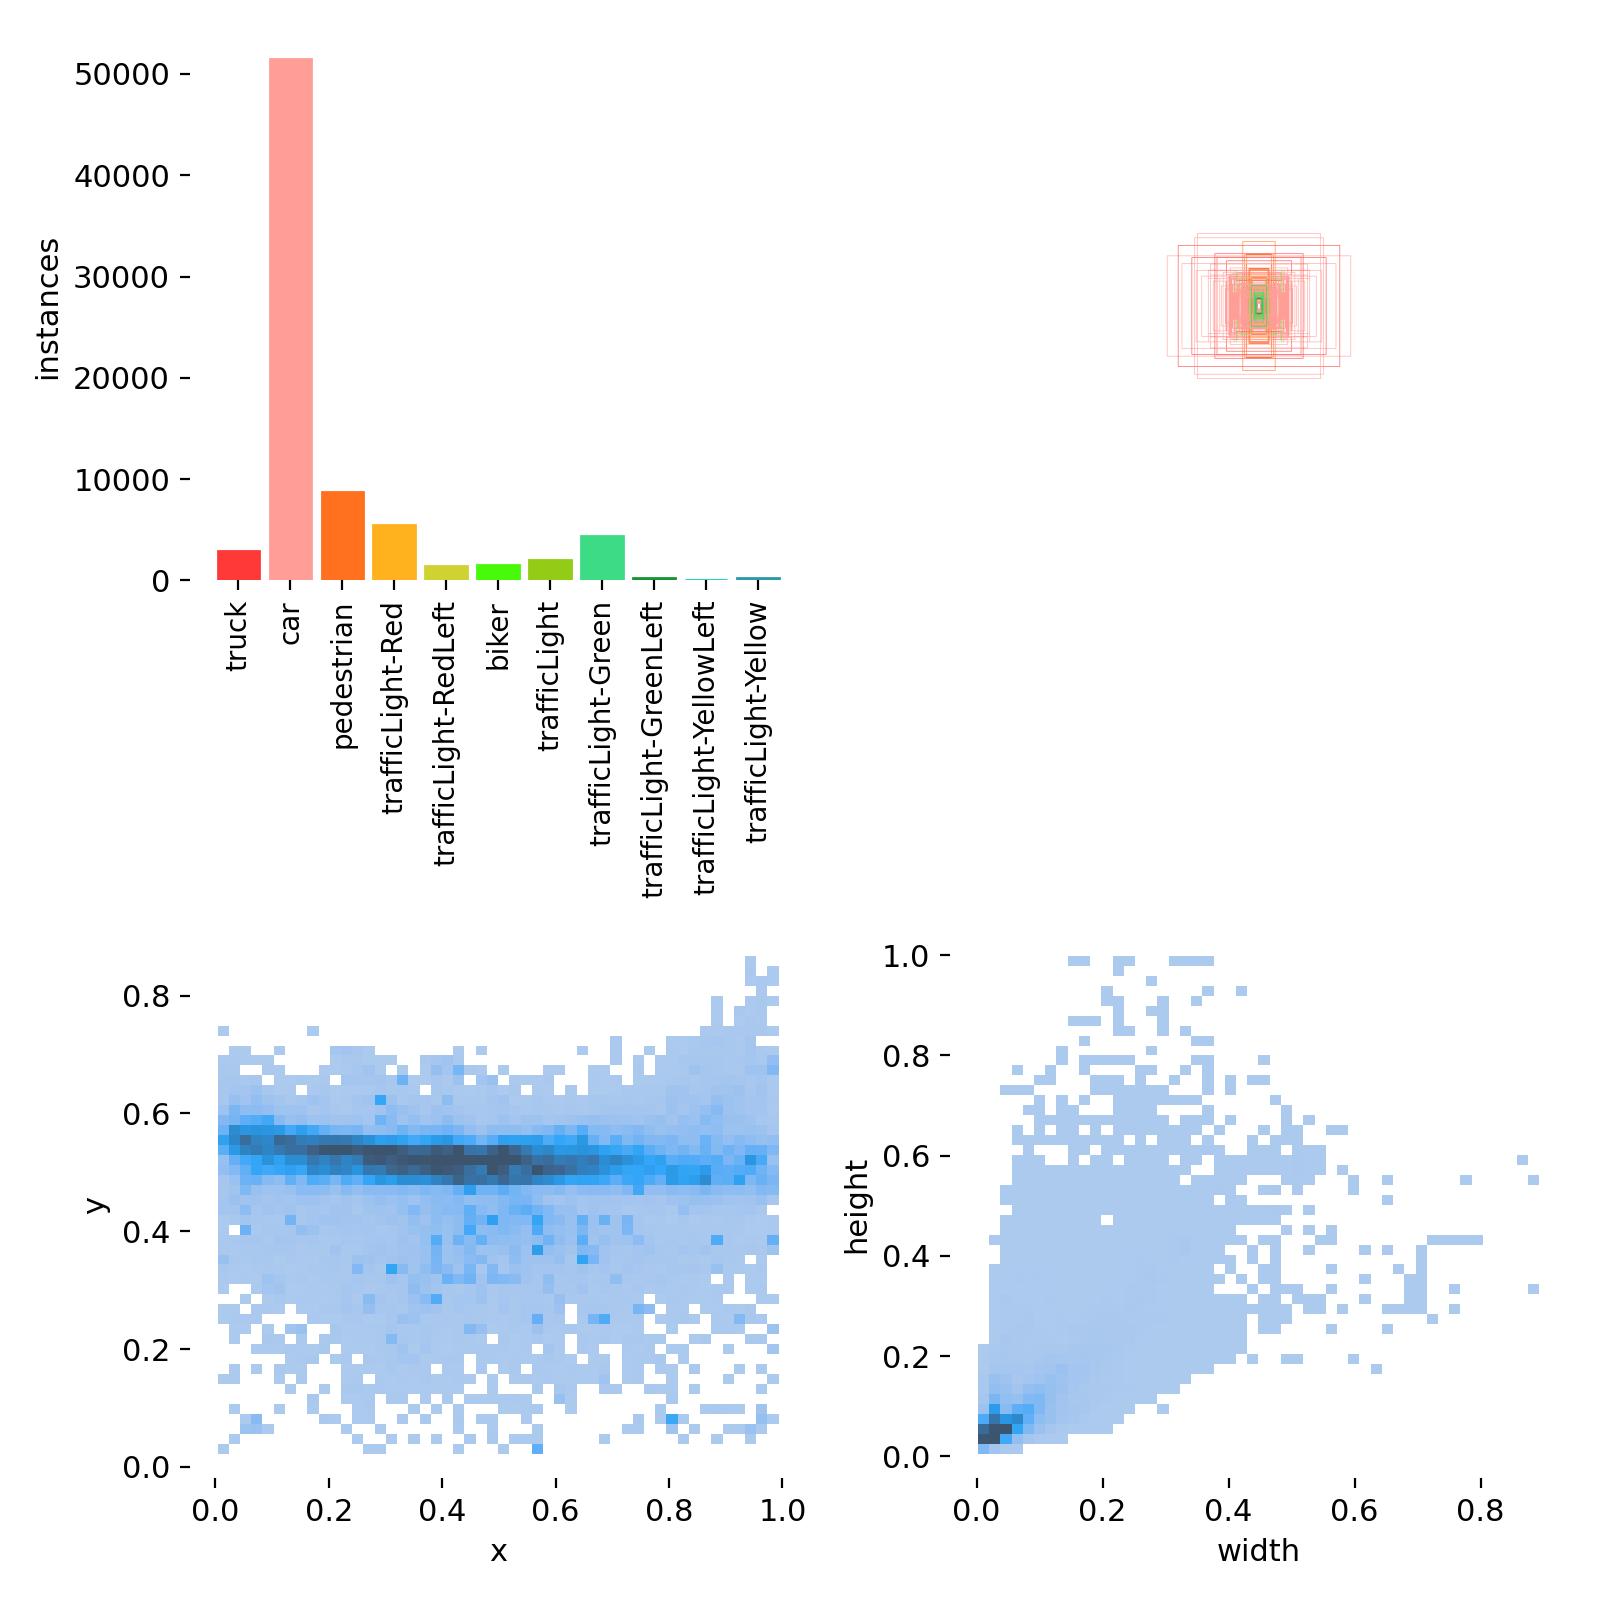 50000
40000
30000
20000
10000
0
instances
truck
car
pedestrian
trafficLight-Red
trafficLight-RedLeft
biker
trafficLight
trafficLight-Green
trafficLight-GreenLeft
trafficLight-YellowLeft
trafficLight-Yellow
0.8
0.6
0.4
0.2
0.0
y
0.0 0.2 0.4 0.6 0.8 1.0
x
1.0
0.8
0.6
0.4
0.2
0.0
height
0.0 0.2 0.4 0.6 0.8
width